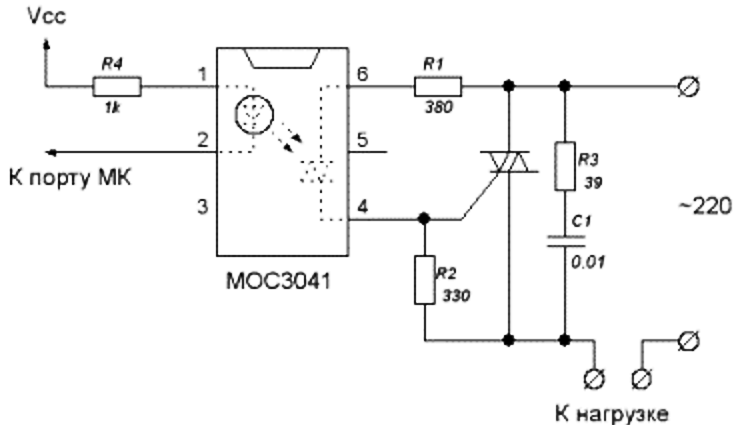 Vcc
R4
1k
1
2
3
6
5
4
R1
380
R3
39
C1
0.01
~220
К порту МК
MOC3041
R2
330
К нагрузке